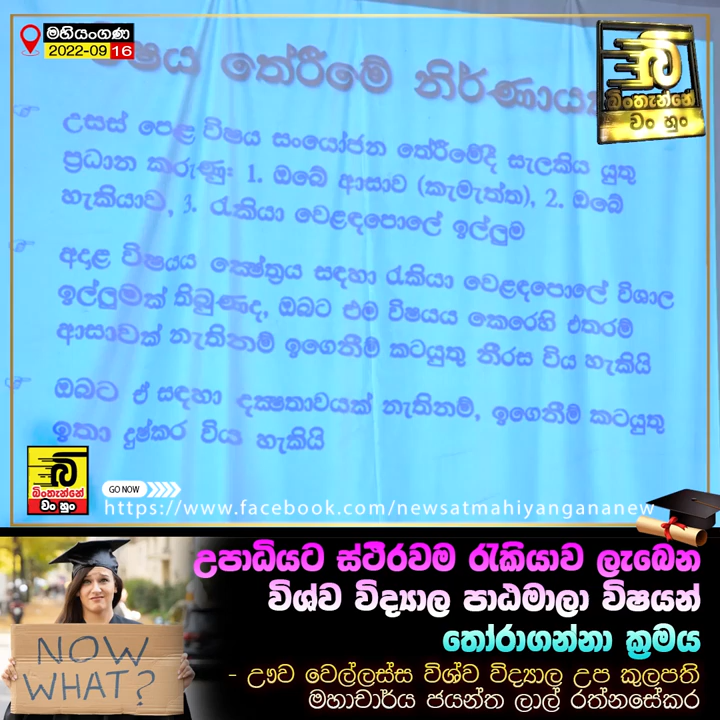 මහියංගණ
2022-09 16
බින්තැන්නේ
වං හුං
විෂය තේරීමේ නිර්ණායක
උසස් පෙළ විෂය සංයෝජන තේරීමේදී සැලකිය යුතු
ප්‍රධාන කරුණු: 1. ඔබේ ආසාව (කැමැත්ත), 2. ඔබේ
හැකියාව, 3. රැකියා වෙළඳපොලේ ඉල්ලුම
අදාළ විෂයය ක්‍ෂේත්‍රය සඳහා රැකියා වෙළඳපොලේ විශාල
ඉල්ලුමක් තිබුණද, ඔබට එම විෂයය කෙරෙහි එතරම්
ආසාවක් නැතිනම් ඉගෙනීම් කටයුතු නීරස විය හැකියි
ඔබට ඒ සඳහා දක්‍ෂතාවයක් නැතිනම්, ඉගෙනීම් කටයුතු
ඉතා දුෂ්කර විය හැකියි
බින්තැන්නේ
වං හුං
GO NOW
https://www.facebook.com/newsatmahiyangananew
උපාධියට ස්ථිරවම රැකියාව ලැබෙන
විශ්ව විද්‍යාල පාඨමාලා විෂයන්
තෝරාගන්නා ක්‍රමය
- ඌව වෙල්ලස්ස විශ්ව විද්‍යාල උප කුලපති
මහාචාර්ය ජයන්ත ලාල් රත්නසේකර
NOW
WHAT?